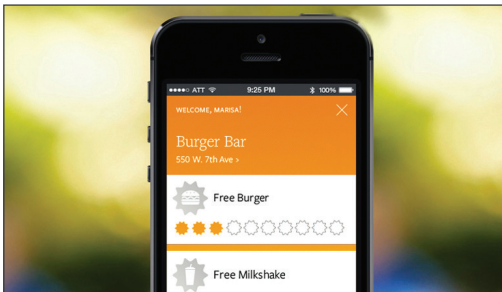 ATT 9:25 PM 100%
WELCOME, MARISA!
Burger Bar
550 W. 7th Ave >
Free Burger
Free Milkshake